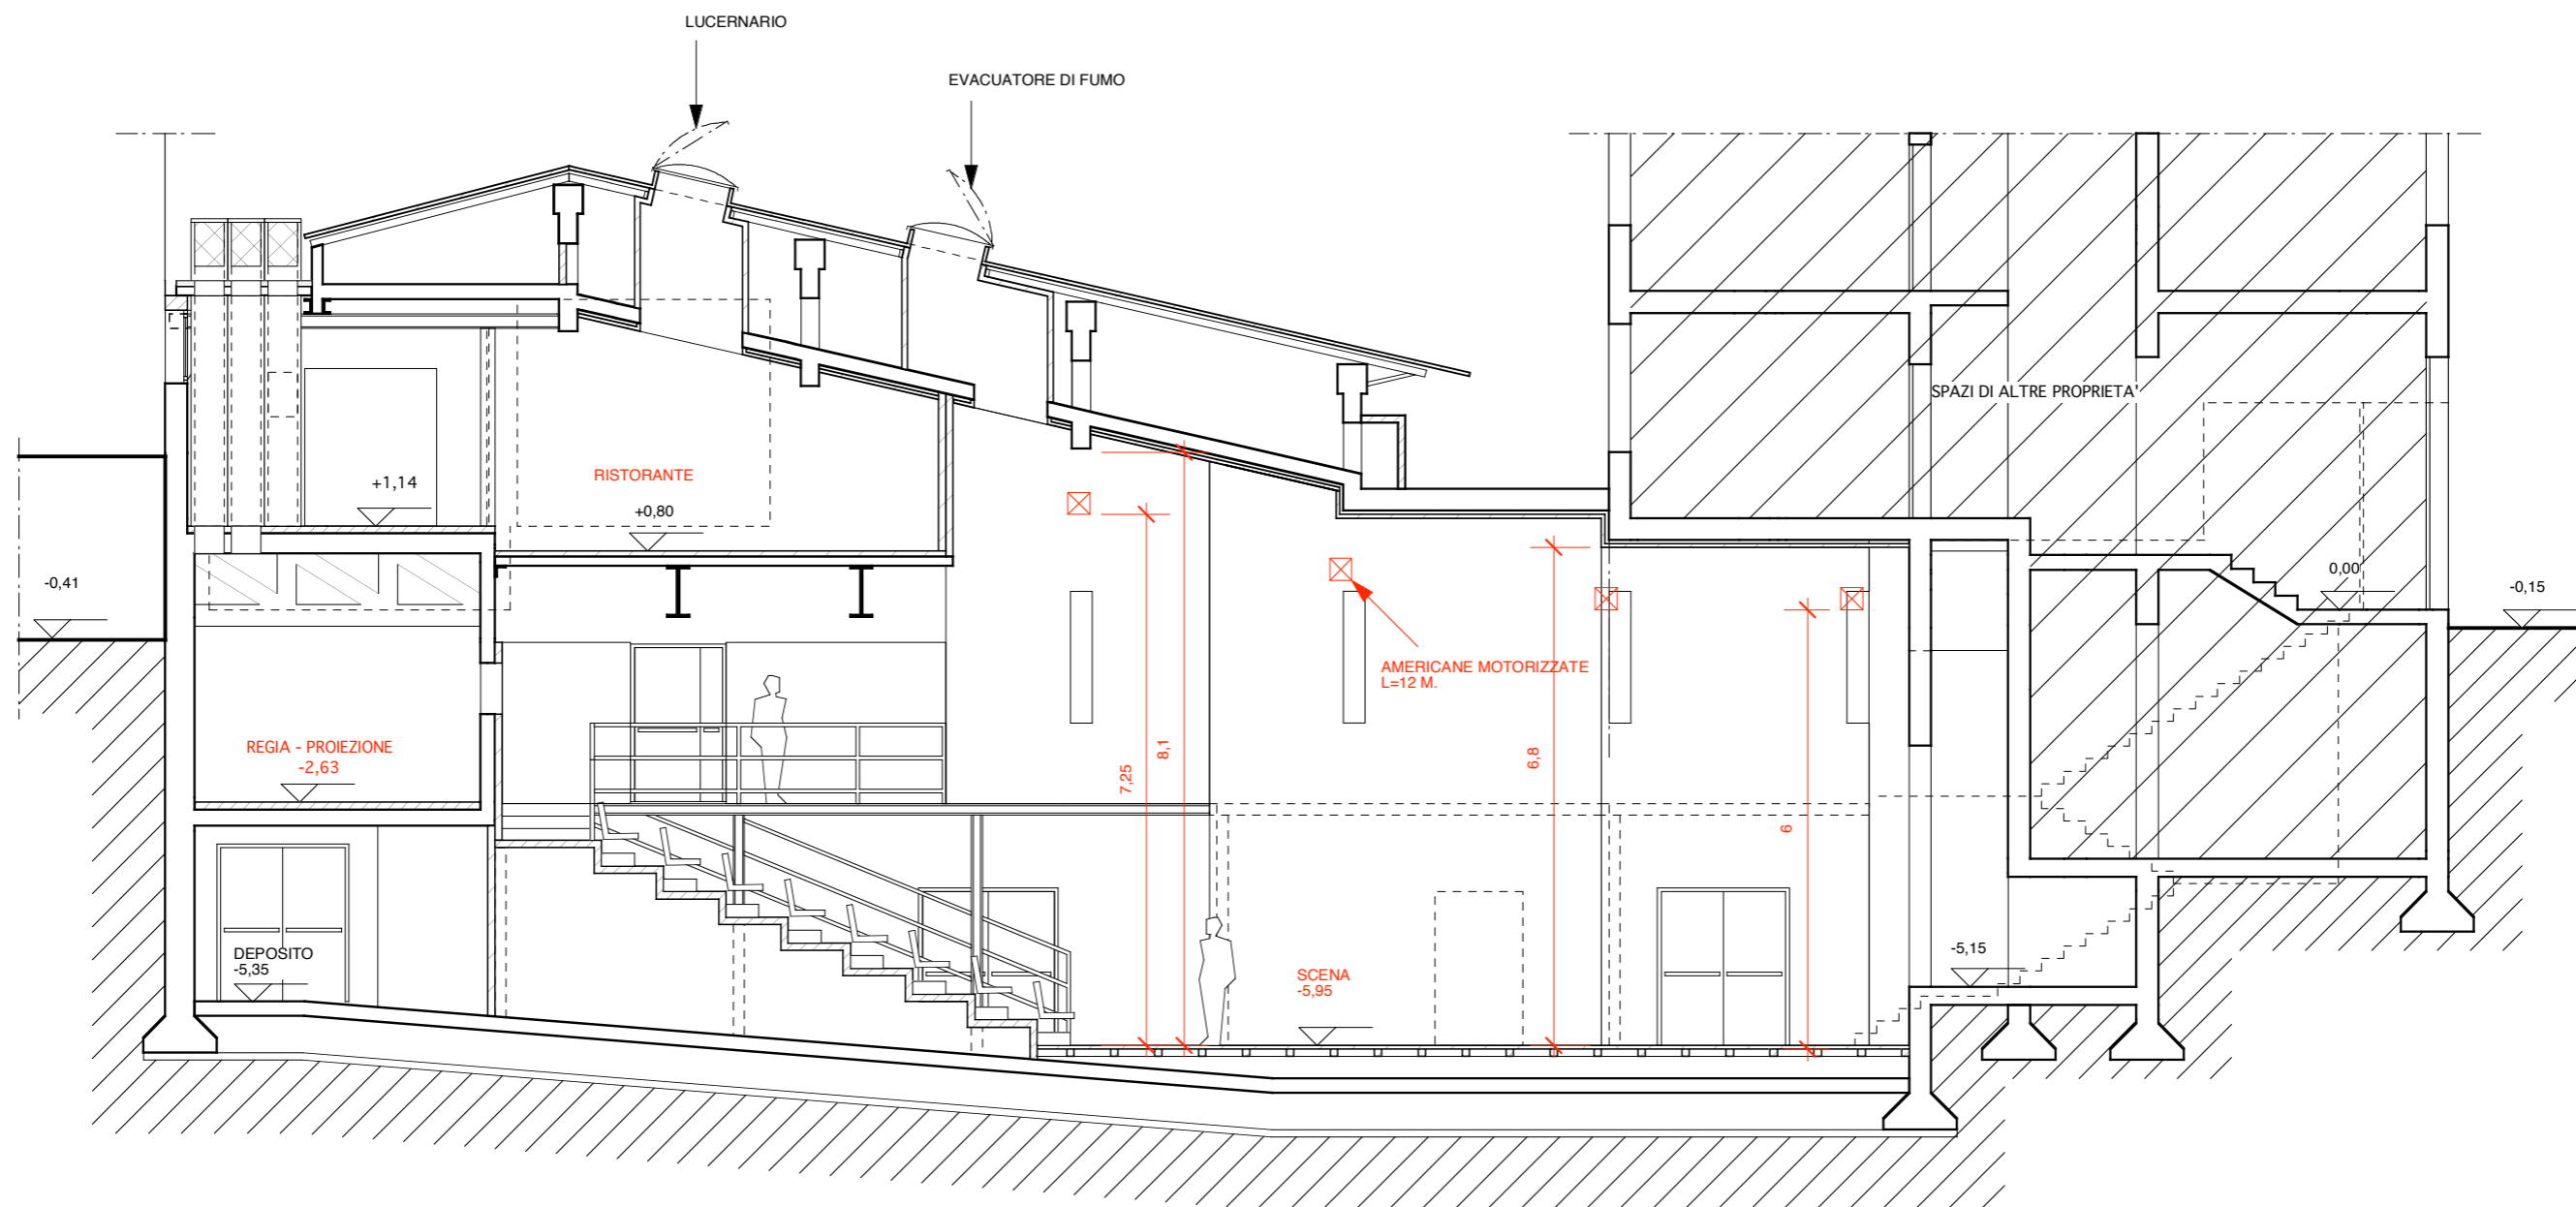 LUCERNARIO
EVACUATORE DI FUMO
SPAZI DI ALTRE PROPRIETA'
RISTORANTE
+1,14
+0,80
-0,41
0,00
-0,15
AMERICANE MOTORIZZATE
L=12 M.
REGIA - PROIEZIONE
-2,63
7,25
8,1
6,8
6
DEPOSITO
-5,35
SCENA
-5,95
-5,15